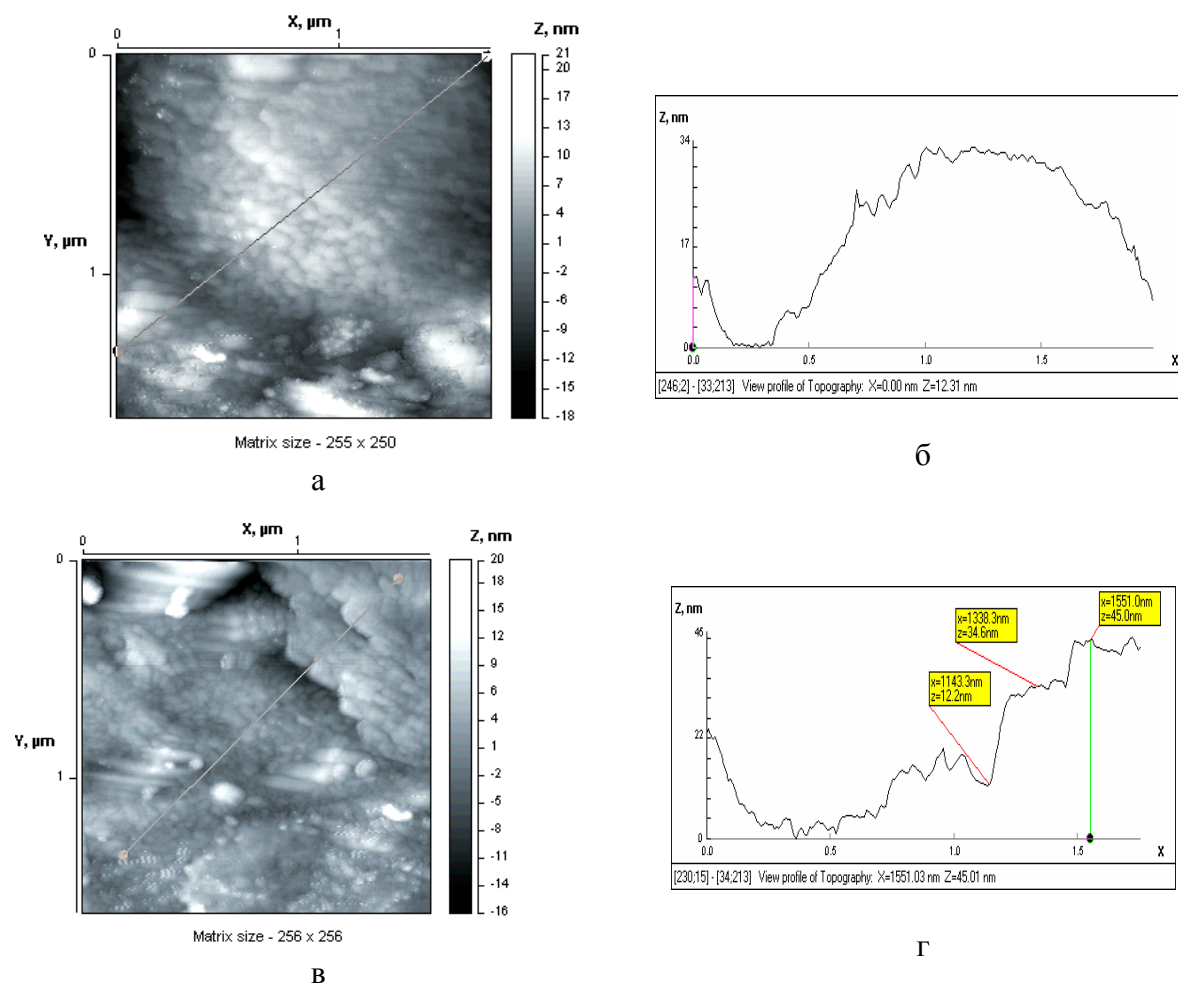 X, µm
0 1
Z, nm
0
Y, µm
1
21
20
17
13
10
7
4
1
-2
-6
-9
-12
-15
-18
Matrix size - 255 x 250
а
Z, nm
34
17
0
0.0 0.5 1.0 1.5 X
[246;2] - [33;213] View profile of Topography: X=0.00 nm Z=12.31 nm
б
X, µm
0 1
Z, nm
0
Y, µm
1
20
18
15
12
9
6
4
1
-2
-5
-8
-11
-14
-16
Matrix size - 256 x 256
в
Z, nm
46
22
0
x=1143.3nm
z=12.2nm
x=1338.3nm
z=34.6nm
x=1551.0nm
z=45.0nm
0.0 0.5 1.0 1.5 X
[230;15] - [34;213] View profile of Topography: X=1551.03 nm Z=45.01 nm
г